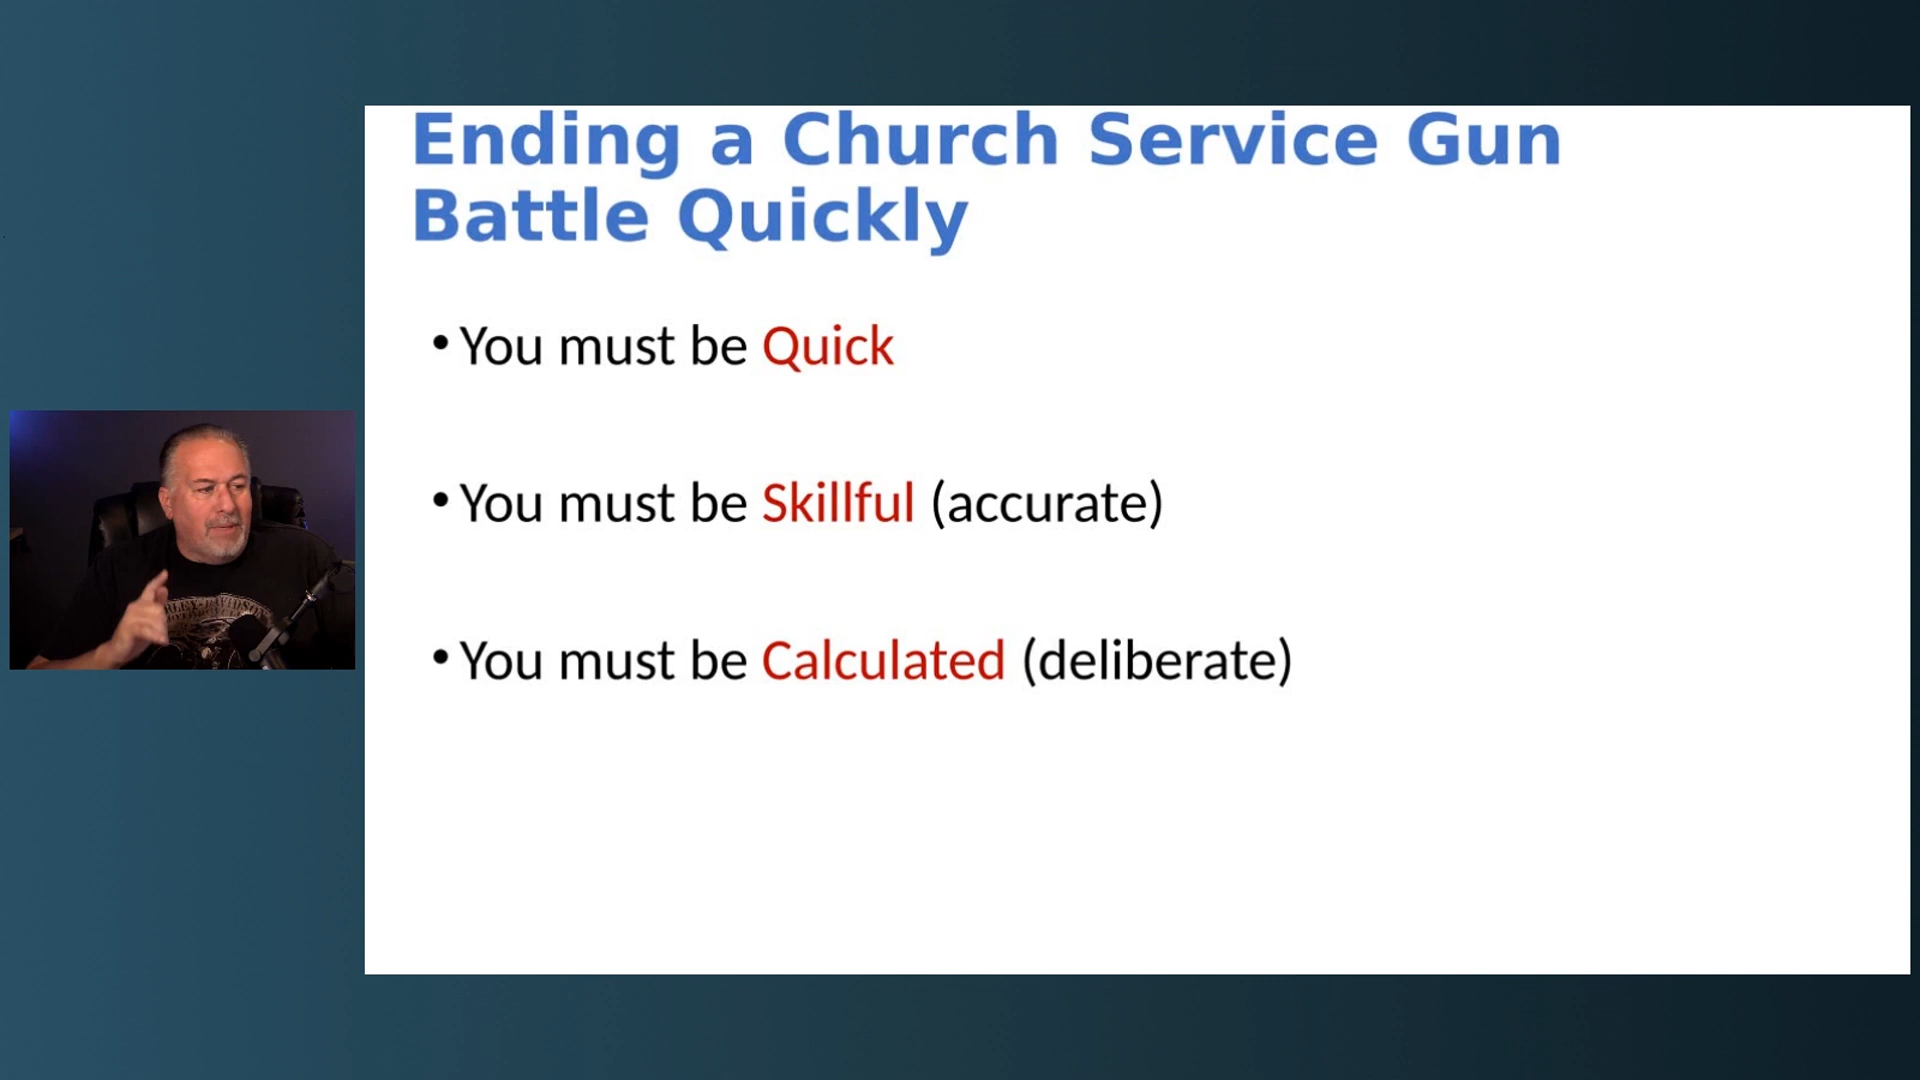 Ending a Church Service Gun
Battle Quickly
• You must be Quick
• You must be Skillful (accurate)
• You must be Calculated (deliberate)